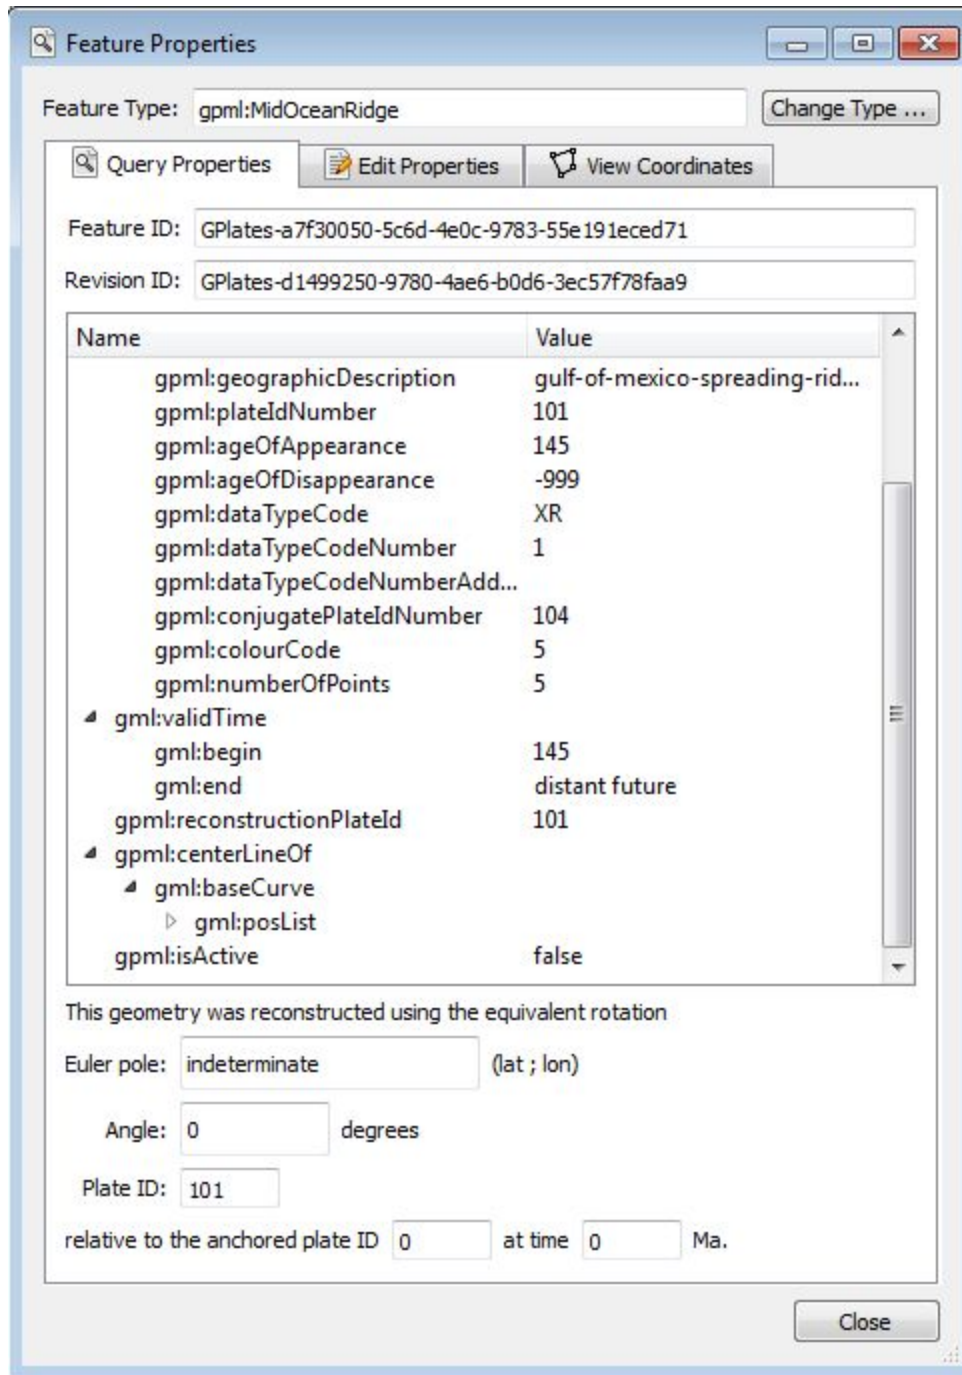 Feature Properties
Feature Type: gpml:MidOceanRidge Change Type ...
Query Properties Edit Properties View Coordinates
Feature ID: GPlates-a7f30050-5c6d-4e0c-9783-55e191eced71
Revision ID: GPlates-d1499250-9780-4ae6-b0d6-3ec57f78faa9
Name Value
gpml:geographicDescription gulf-of-mexico-spreading-rid...
gpml:plateIdNumber 101
gpml:ageOfAppearance 145
gpml:ageOfDisappearance -999
gpml:dataTypeCode XR
gpml:dataTypeCodeNumber 1
gpml:dataTypeCodeNumberAdd...
gpml:conjugatePlateIdNumber 104
gpml:colourCode 5
gpml:numberOfPoints 5
gml:validTime
gml:begin 145
gml:end distant future
gpml:reconstructionPlateId 101
gpml:centerLineOf
gml:baseCurve
gml:posList
gpml:isActive false
This geometry was reconstructed using the equivalent rotation
Euler pole: indeterminate (lat ; lon)
Angle: 0 degrees
Plate ID: 101
relative to the anchored plate ID 0 at time 0 Ma.
Close